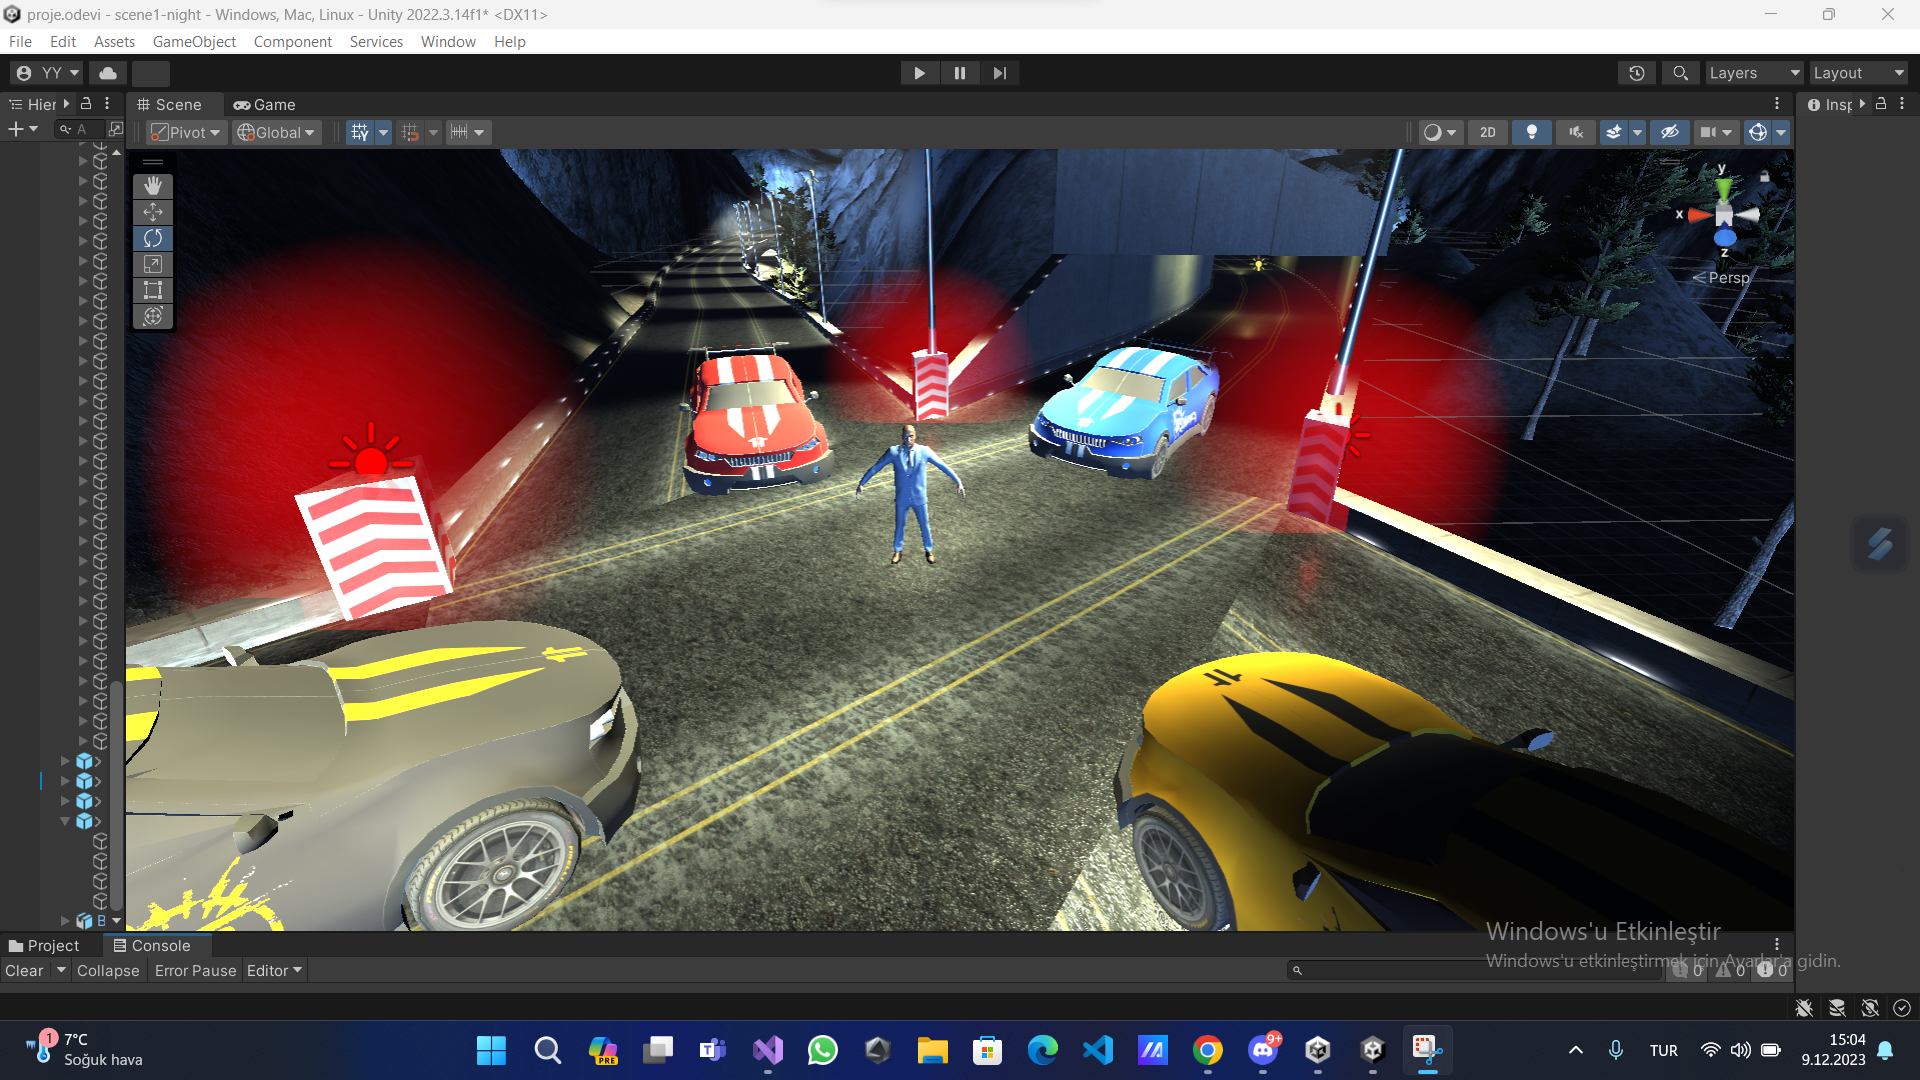 proje.odevi - scene1-night - Windows, Mac, Linux - Unity 2022.3.14f1* <DX11>
File Edit Assets GameObject Component Services Window Help
YY
Layers
Layout
Hier
Scene
Game
Insp
A
Pivot
Global
2D
y
x
z
Persp
B
Project
Console
Clear
Collapse
Error Pause
Editor
0
0
0
Windows'u Etkinleştir
Windows'u etkinleştirmek için Ayarlar'a gidin.
1
7°C
Soğuk hava
PRE
9+
TUR
15:04
9.12.2023